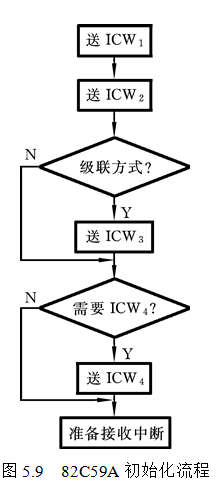 送 ICW₁
送 ICW₂
级联方式?
N
Y
送 ICW₃
需要 ICW₄?
N
Y
送 ICW₄
准备接收中断
图 5.9 82C59A 初始化流程